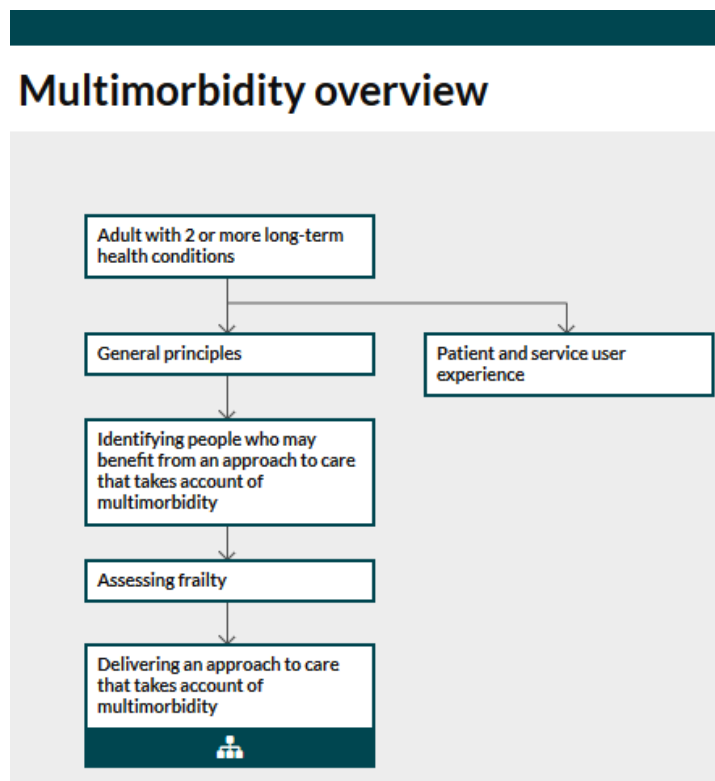 Multimorbidity overview
Adult with 2 or more long-term
health conditions
General principles
Patient and service user
experience
Identifying people who may
benefit from an approach to care
that takes account of
multimorbidity
Assessing frailty
Delivering an approach to care
that takes account of
multimorbidity